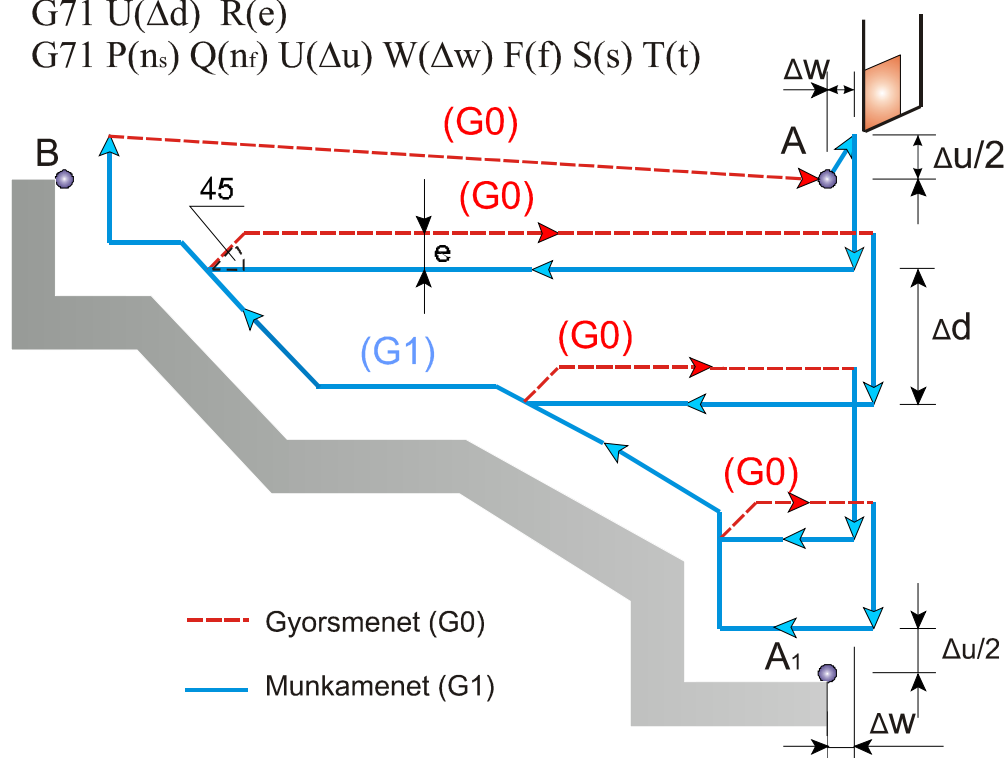 G71 U(Δd) R(e)
G71 P(ns) Q(nf) U(Δu) W(Δw) F(f) S(s) T(t)
Δw
(G0)
A
B
Δu/2
45
(G0)
e
Δd
(G0)
(G1)
(G0)
Gyorsmenet (G0)
Δu/2
A1
Munkamenet (G1)
Δw